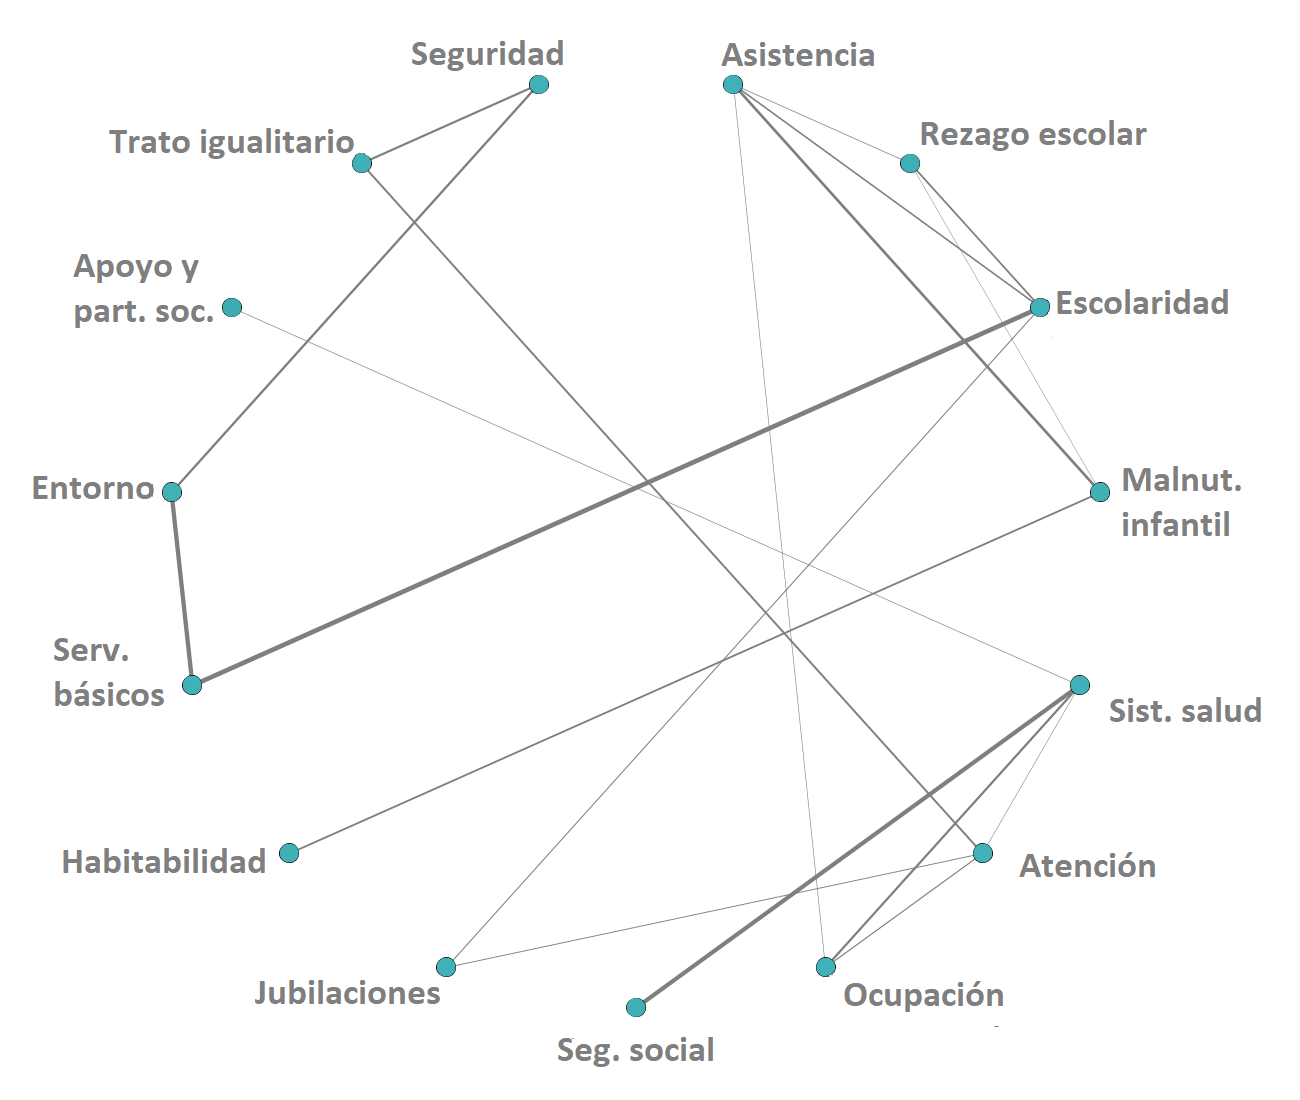 Seguridad
Asistencia
Trato igualitario
Rezago escolar
Apoyo y
part. soc.
Escolaridad
Entorno
Malnut.
infantil
Serv.
básicos
Sist. salud
Habitabilidad
Atención
Jubilaciones
Ocupación
Seg. social